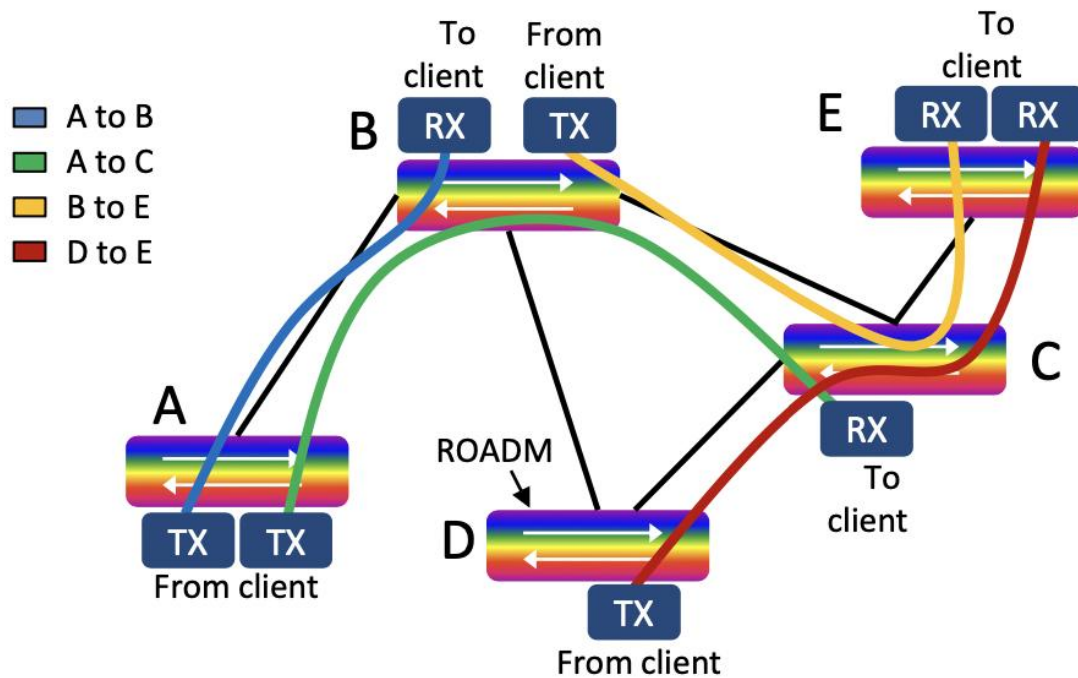 To
client
From
client
To
client
A to B
A to C
B to E
D to E
B
RX
TX
E
RX
RX
C
A
RX
To
client
ROADM
D
TX
TX
From client
TX
From client